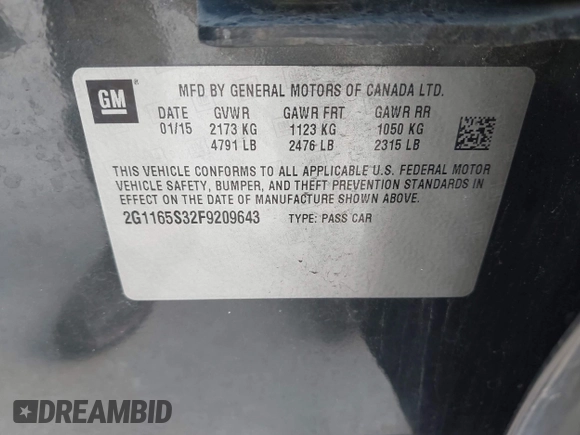 GM
MFD BY GENERAL MOTORS OF CANADA LTD.
DATE GVWR GAWR FRT GAWR RR
01/15 2173 KG 1123 KG 1050 KG
4791 LB 2476 LB 2315 LB
THIS VEHICLE CONFORMS TO ALL APPLICABLE U.S. FEDERAL MOTOR
VEHICLE SAFETY, BUMPER, AND THEFT PREVENTION STANDARDS IN
EFFECT ON THE DATE OF MANUFACTURE SHOWN ABOVE.
2G1165S32F9209643 TYPE: PASS CAR
DREAMBID